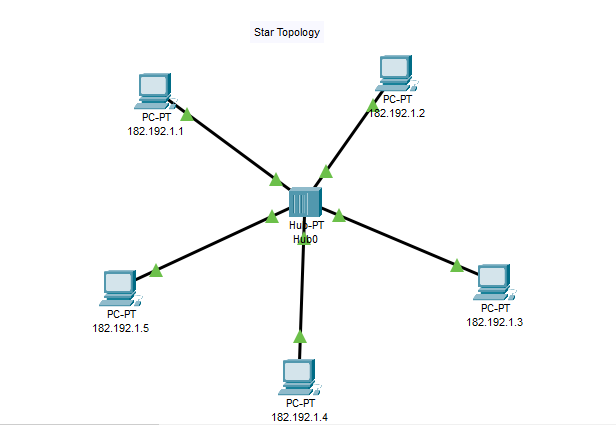 Star Topology
PC-PT
182.192.1.1
PC-PT
182.192.1.2
Hub-PT
Hub0
PC-PT
182.192.1.5
PC-PT
182.192.1.3
PC-PT
182.192.1.4